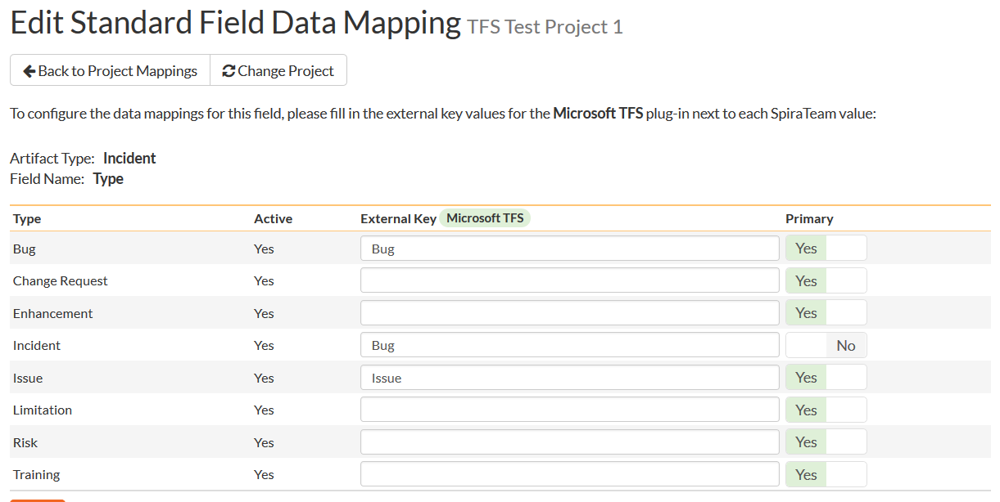 Edit Standard Field Data Mapping TFS Test Project 1
Back to Project Mappings Change Project
To configure the data mappings for this field, please fill in the external key values for the Microsoft TFS plug-in next to each SpiraTeam value:
Artifact Type: Incident
Field Name: Type
Type Active External Key Microsoft TFS Primary
Bug Yes Bug Yes
Change Request Yes Yes
Enhancement Yes Yes
Incident Yes Bug No
Issue Yes Issue Yes
Limitation Yes Yes
Risk Yes Yes
Training Yes Yes